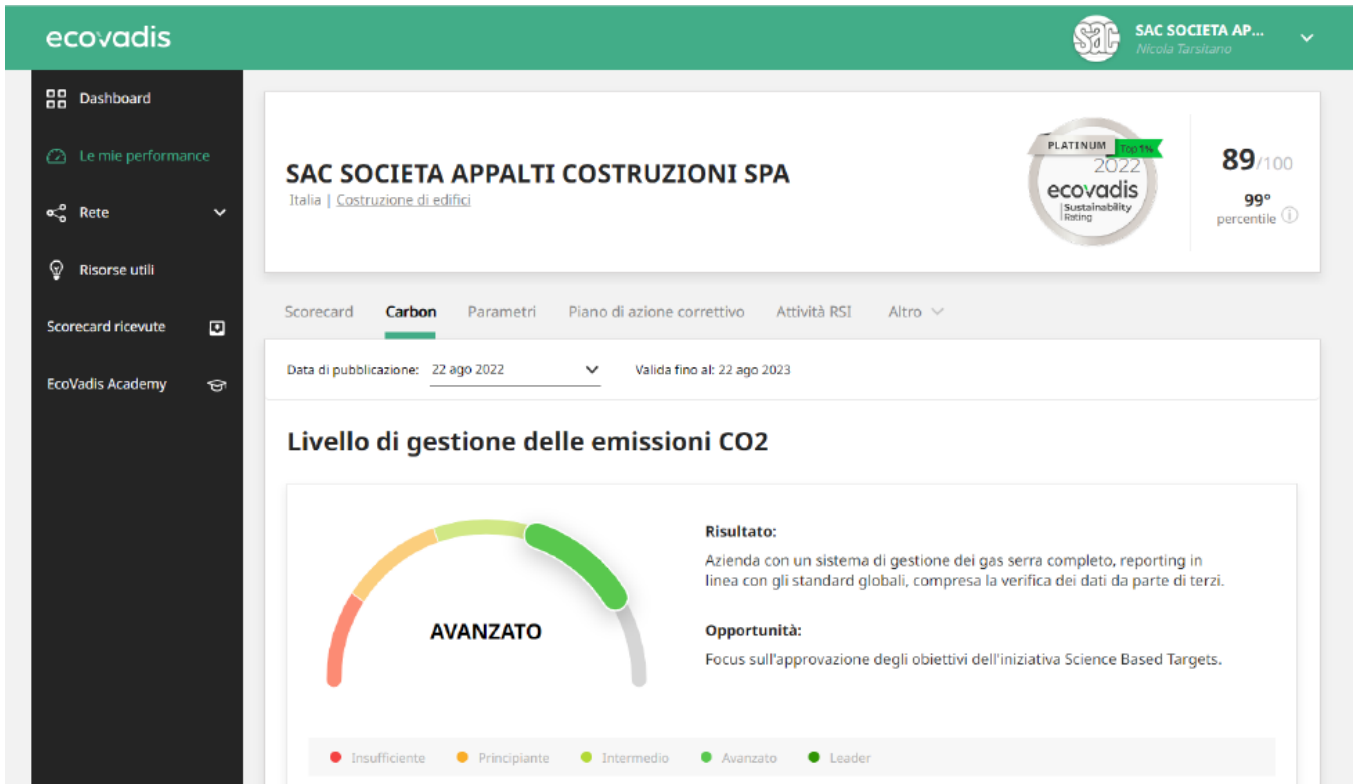 ecovadis
SAC SOCIETA AP...
Nicola Tarsitano
Dashboard
Le mie performance
Rete
Risorse utili
Scorecard ricevute
EcoVadis Academy
SAC SOCIETA APPALTI COSTRUZIONI SPA
Italia | Costruzione di edifici
PLATINUM Top 1%
2022
ecovadis
Sustainability
Rating
89/100
99°
percentile
Scorecard Carbon Parametri Piano di azione correttivo Attività RSI Altro
Data di pubblicazione: 22 ago 2022 Valida fino al: 22 ago 2023
Livello di gestione delle emissioni CO2
AVANZATO
Risultato:
Azienda con un sistema di gestione dei gas serra completo, reporting in
linea con gli standard globali, compresa la verifica dei dati da parte di terzi.
Opportunità:
Focus sull'approvazione degli obiettivi dell'iniziativa Science Based Targets.
Insufficiente Principiante Intermedio Avanzato Leader
sac